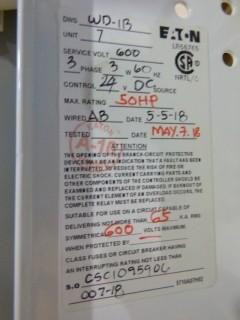 DWG WD-1B EATON
UNIT 7 LR56765
SERVICE VOLT 600
3 PHASE 3 W 60 HZ
NRTL/C
CONTROL 24 V DC SOURCE
MAX. RATING 50HP
WIRED AB 5-5-18
TESTED MAY.7.18
ATTENTION
THE OPENING OF THE BRANCH-CIRCUIT PROTECTIVE
DEVICE MAY BE AN INDICATION THAT A FAULT HAS BEEN
INTERRUPTED. TO REDUCE THE RISK OF FIRE OR
ELECTRIC SHOCK, CURRENT-CARRYING PARTS AND
OTHER COMPONENTS OF THE CONTROLLER SHOULD BE
EXAMINED AND REPLACED IF DAMAGED. IF BURNOUT OF
THE CURRENT ELEMENT OF AN OVERLOAD OCCURS, THE
COMPLETE RELAY MUST BE REPLACED.
SUITABLE FOR USE ON A CIRCUIT CAPABLE OF
DELIVERING NOT MORE THAN 65 K.A. RMS
SYMMETRICAL 600 VOLTS MAXIMUM
WHEN PROTECTED BY
CLASS FUSES OR CIRCUIT BREAKER HAVING
AN INTERRUPTING RATING NOT LESS THAN
S.O
007-1B